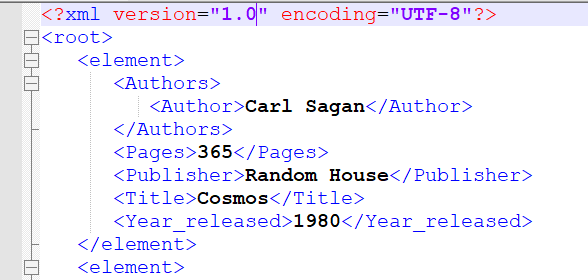 <?xml version="1.0" encoding="UTF-8"?>
<root>
<element>
<Authors>
<Author>Carl Sagan</Author>
</Authors>
<Pages>365</Pages>
<Publisher>Random House</Publisher>
<Title>Cosmos</Title>
<Year_released>1980</Year_released>
</element>
<element>